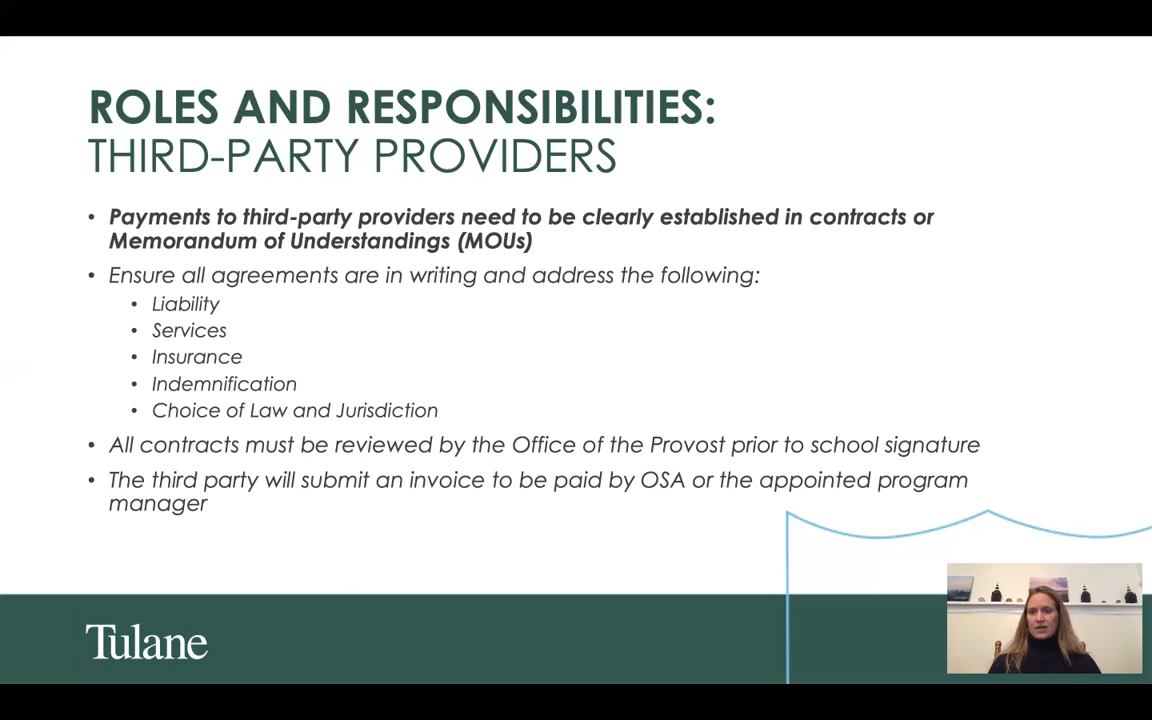 ROLES AND RESPONSIBILITIES:
THIRD-PARTY PROVIDERS
• Payments to third-party providers need to be clearly established in contracts or
Memorandum of Understandings (MOUs)
• Ensure all agreements are in writing and address the following:
• Liability
• Services
• Insurance
• Indemnification
• Choice of Law and Jurisdiction
• All contracts must be reviewed by the Office of the Provost prior to school signature
• The third party will submit an invoice to be paid by OSA or the appointed program
manager
Tulane